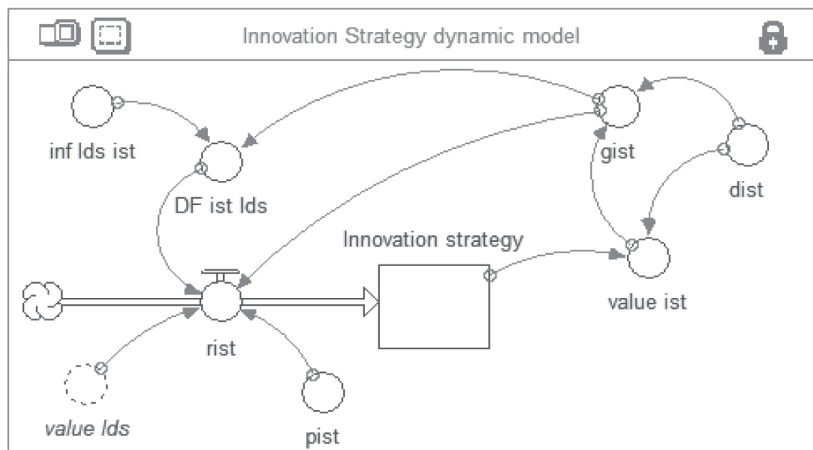 Innovation Strategy dynamic model
inf lds ist
gist
DF ist lds
dist
Innovation strategy
value ist
rist
value lds
pist